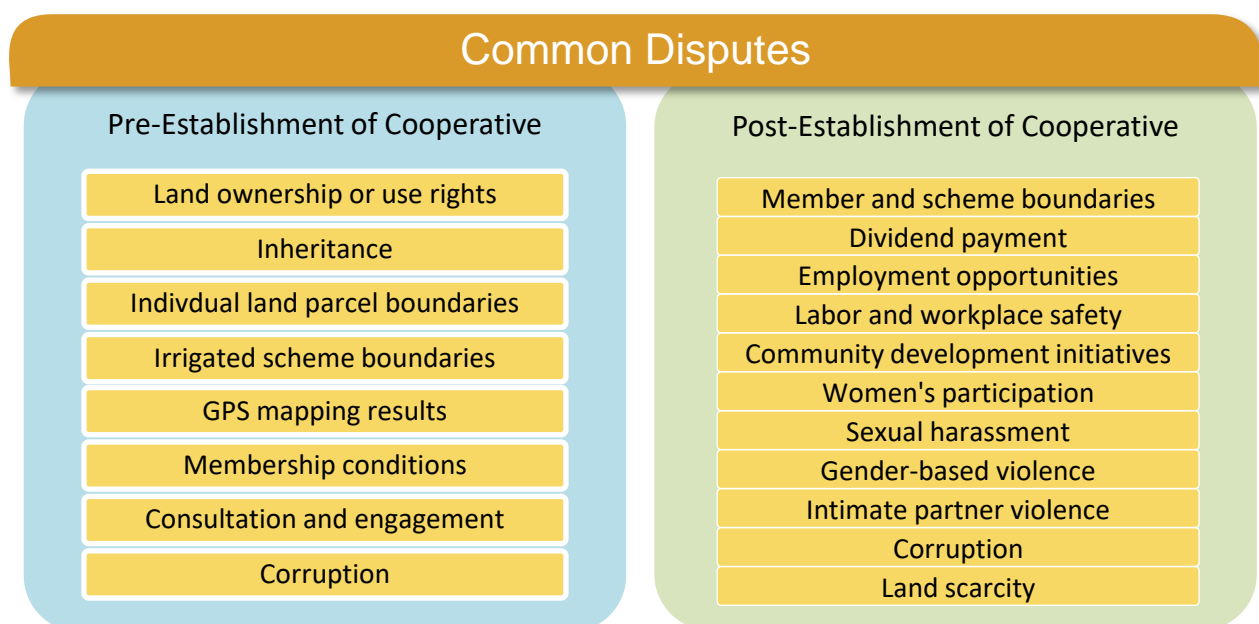 Common Disputes
Pre-Establishment of Cooperative
Land ownership or use rights
Inheritance
Indivdual land parcel boundaries
Irrigated scheme boundaries
GPS mapping results
Membership conditions
Consultation and engagement
Corruption
Post-Establishment of Cooperative
Member and scheme boundaries
Dividend payment
Employment opportunities
Labor and workplace safety
Community development initiatives
Women's participation
Sexual harassment
Gender-based violence
Intimate partner violence
Corruption
Land scarcity